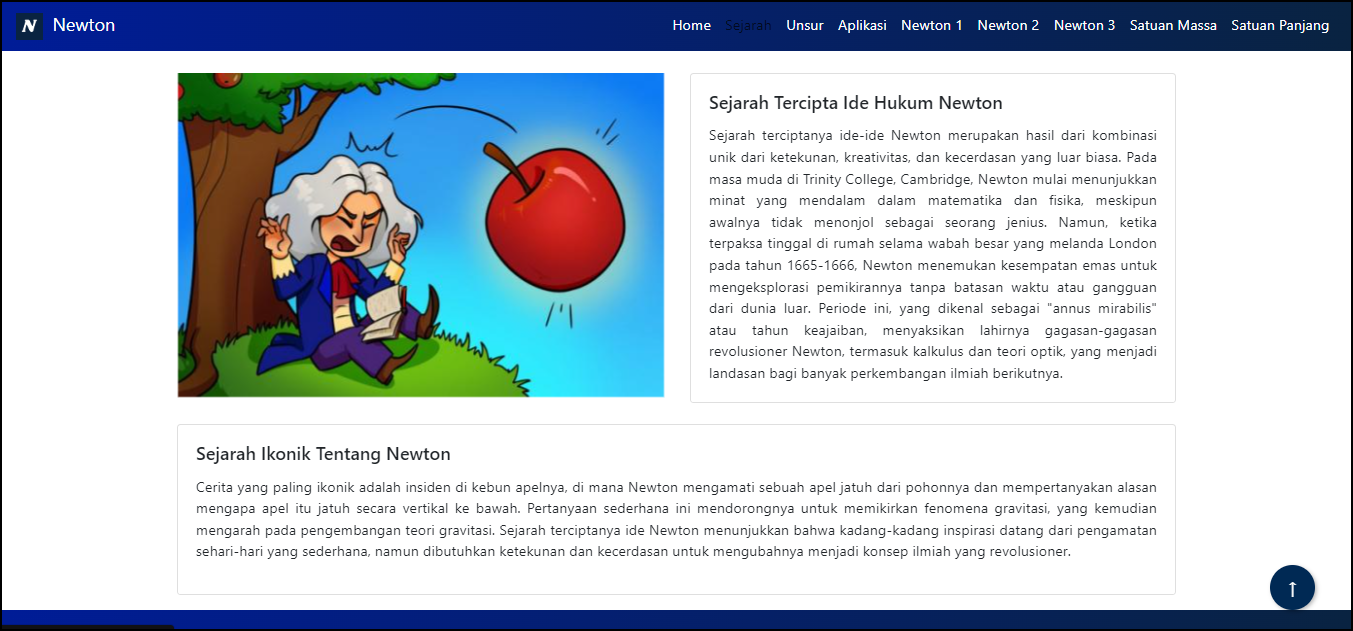 N Newton
Home Sejarah Unsur Aplikasi Newton 1 Newton 2 Newton 3 Satuan Massa Satuan Panjang
Sejarah Tercipta Ide Hukum Newton
Sejarah terciptanya ide-ide Newton merupakan hasil dari kombinasi
unik dari ketekunan, kreativitas, dan kecerdasan yang luar biasa. Pada
masa muda di Trinity College, Cambridge, Newton mulai menunjukkan
minat yang mendalam dalam matematika dan fisika, meskipun
awalnya tidak menonjol sebagai seorang jenius. Namun, ketika
terpaksa tinggal di rumah selama wabah besar yang melanda London
pada tahun 1665-1666, Newton menemukan kesempatan emas untuk
mengeksplorasi pemikirannya tanpa batasan waktu atau gangguan
dari dunia luar. Periode ini, yang dikenal sebagai "annus mirabilis"
atau tahun keajaiban, menyaksikan lahirnya gagasan-gagasan
revolusioner Newton, termasuk kalkulus dan teori optik, yang menjadi
landasan bagi banyak perkembangan ilmiah berikutnya.
Sejarah Ikonik Tentang Newton
Cerita yang paling ikonik adalah insiden di kebun apelnya, di mana Newton mengamati sebuah apel jatuh dari pohonnya dan mempertanyakan alasan
mengapa apel itu jatuh secara vertikal ke bawah. Pertanyaan sederhana ini mendorongnya untuk memikirkan fenomena gravitasi, yang kemudian
mengarah pada pengembangan teori gravitasi. Sejarah terciptanya ide Newton menunjukkan bahwa kadang-kadang inspirasi datang dari pengamatan
sehari-hari yang sederhana, namun dibutuhkan ketekunan dan kecerdasan untuk mengubahnya menjadi konsep ilmiah yang revolusioner.
↑